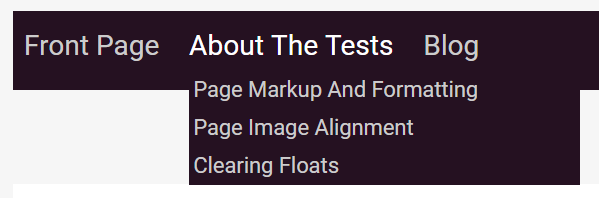 Front Page About The Tests Blog
Page Markup And Formatting
Page Image Alignment
Clearing Floats